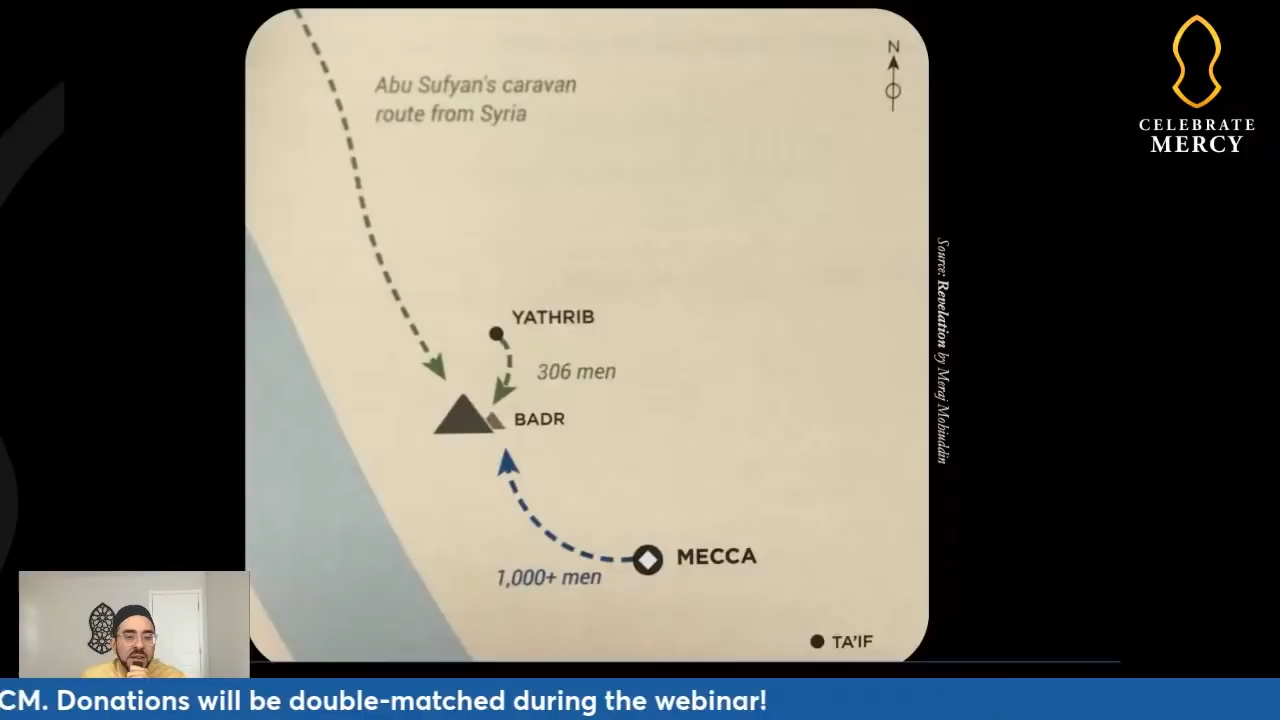 Abu Sufyan's caravan
route from Syria
N
CELEBRATE
MERCY
YATHRIB
306 men
BADR
Source: Revelation by Meraj Mohiuddin
MECCA
1,000+ men
TA'IF
CM. Donations will be double-matched during the webinar!